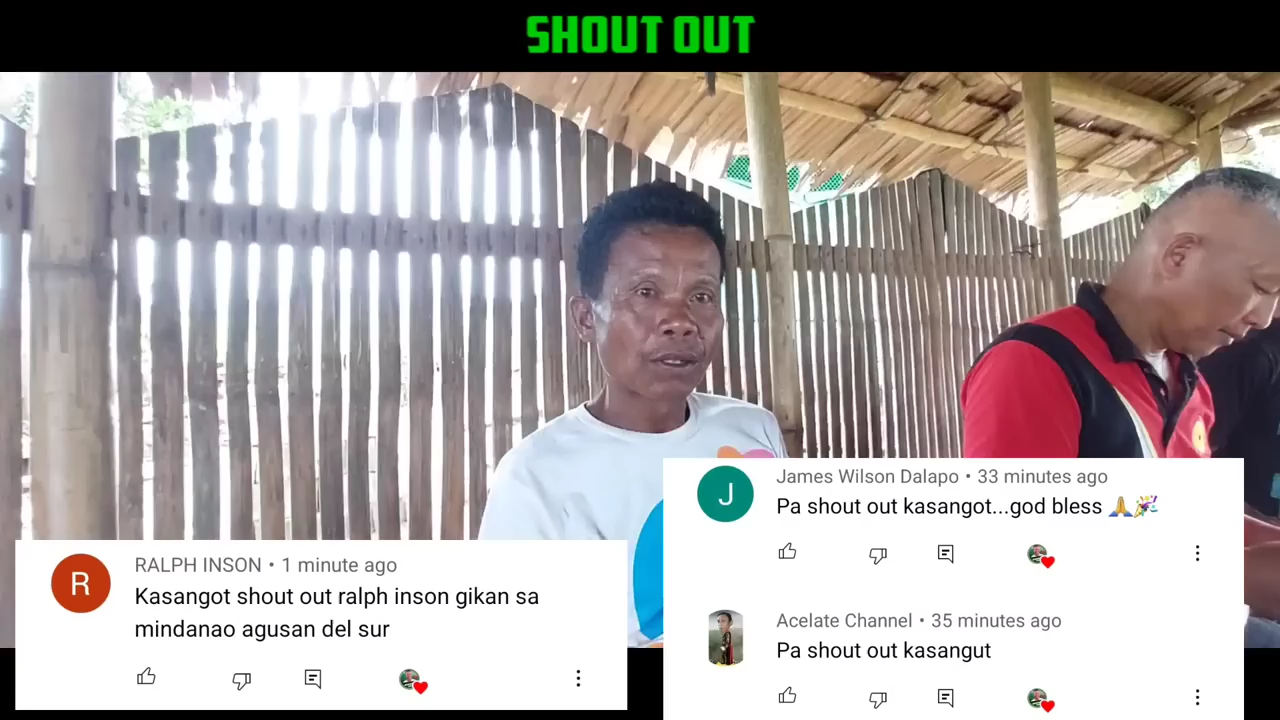 SHOUT OUT
R
RALPH INSON • 1 minute ago
Kasangot shout out ralph inson gikan sa
mindanao agusan del sur
J
James Wilson Dalapo • 33 minutes ago
Pa shout out kasangot...god bless 🙏🎉
Acelate Channel • 35 minutes ago
Pa shout out kasangut